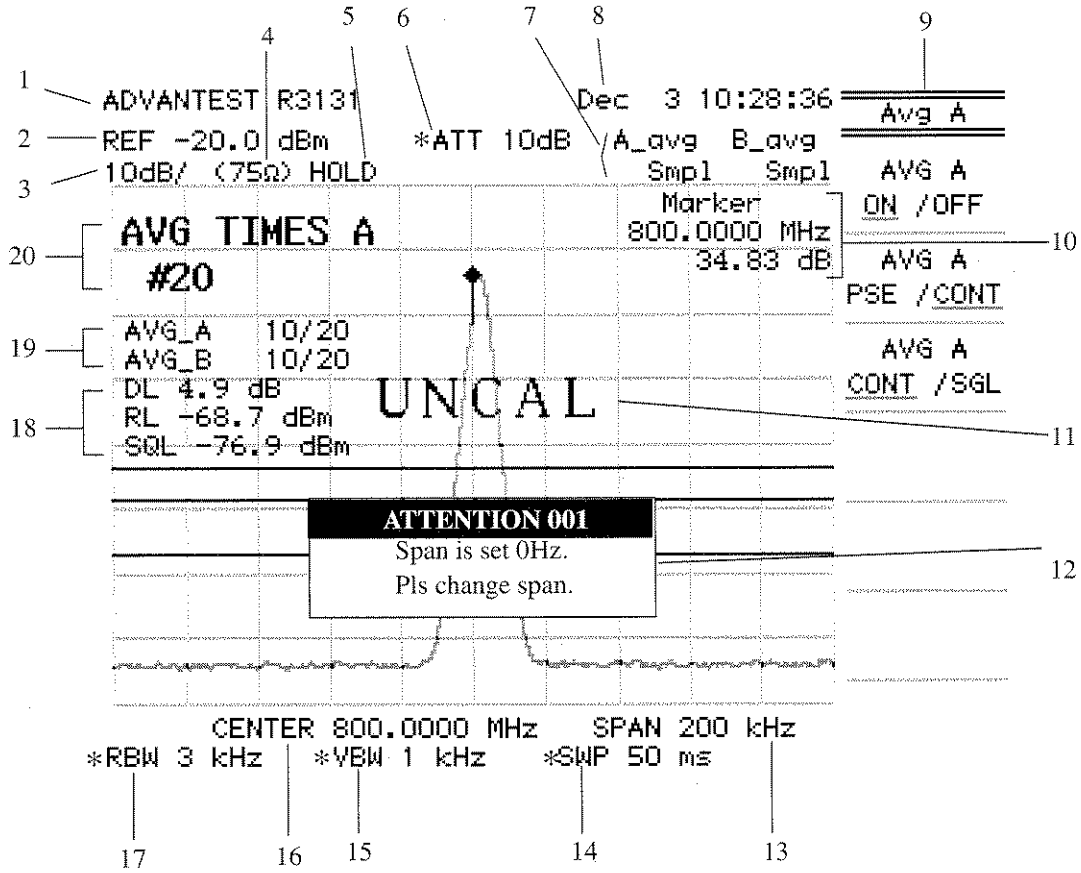 4 5 6 7 8 9
1 ADVANTEST R3131 Dec 3 10:28:36 Avg A
2 REF -20.0 dBm *ATT 10dB A_avg B_avg
3 10dB/ (75Ω) HOLD Smpl Smpl
AVG A
ON /OFF
AVG A
PSE /CONT
AVG A
CONT /SGL
Marker
800.0000 MHz
34.83 dB
10
20 AVG TIMES A
#20
19 AVG_A 10/20
AVG_B 10/20
18 DL 4.9 dB
RL -68.7 dBm
SQL -76.9 dBm
UNCAL
11
ATTENTION 001
Span is set 0Hz.
Pls change span.
12
CENTER 800.0000 MHz SPAN 200 kHz
*RBW 3 kHz *VBW 1 kHz *SWP 50 ms
17 16 15 14 13